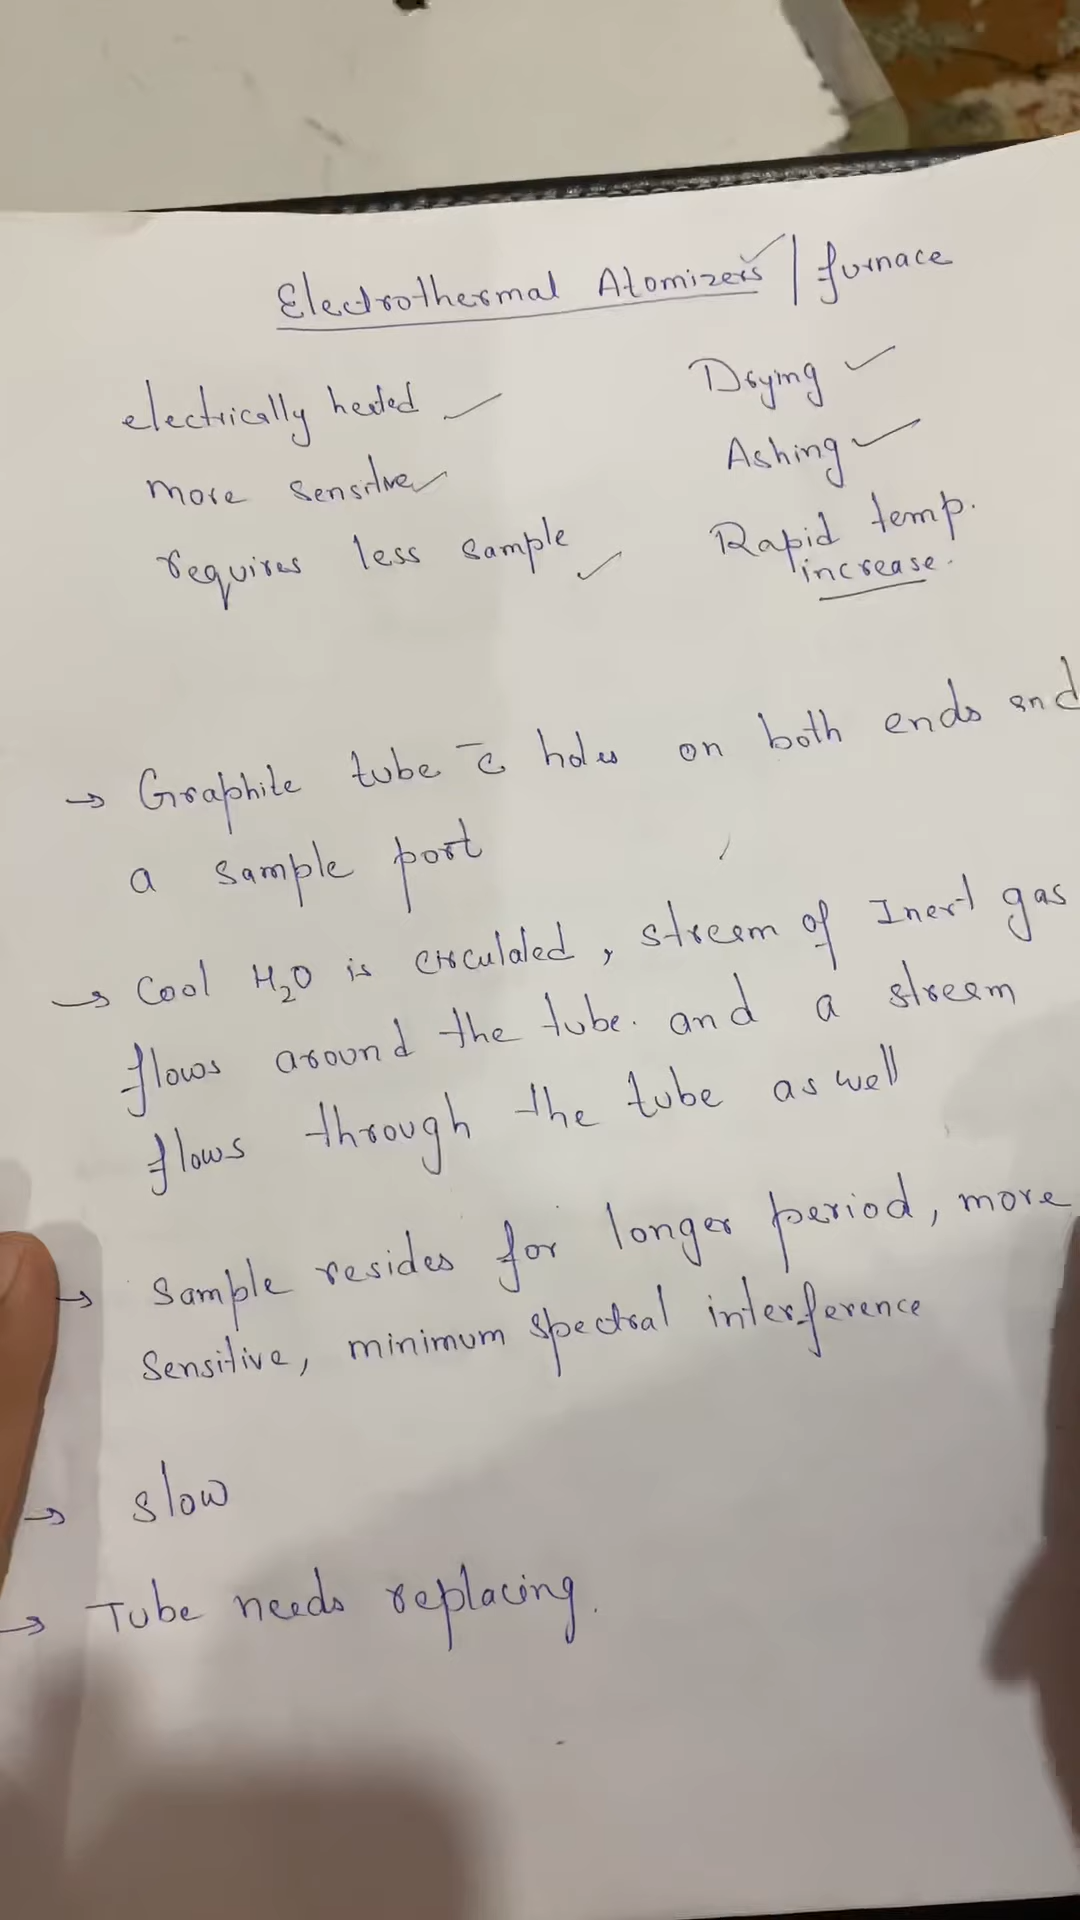 Electrothermal Atomizers / furnace
electrically heated ✓
more sensitive ✓
requires less sample ✓
Drying ✓
Ashing ✓
Rapid temp.
increase.
→ Graphite tube c̄ holes on both ends and
a sample port
→ Cool H₂O is circulated, stream of Inert gas
flows around the tube. and a stream
flows through the tube as well
→ Sample resides for longer period, more
Sensitive, minimum spectral interference
→ slow
→ Tube needs replacing.